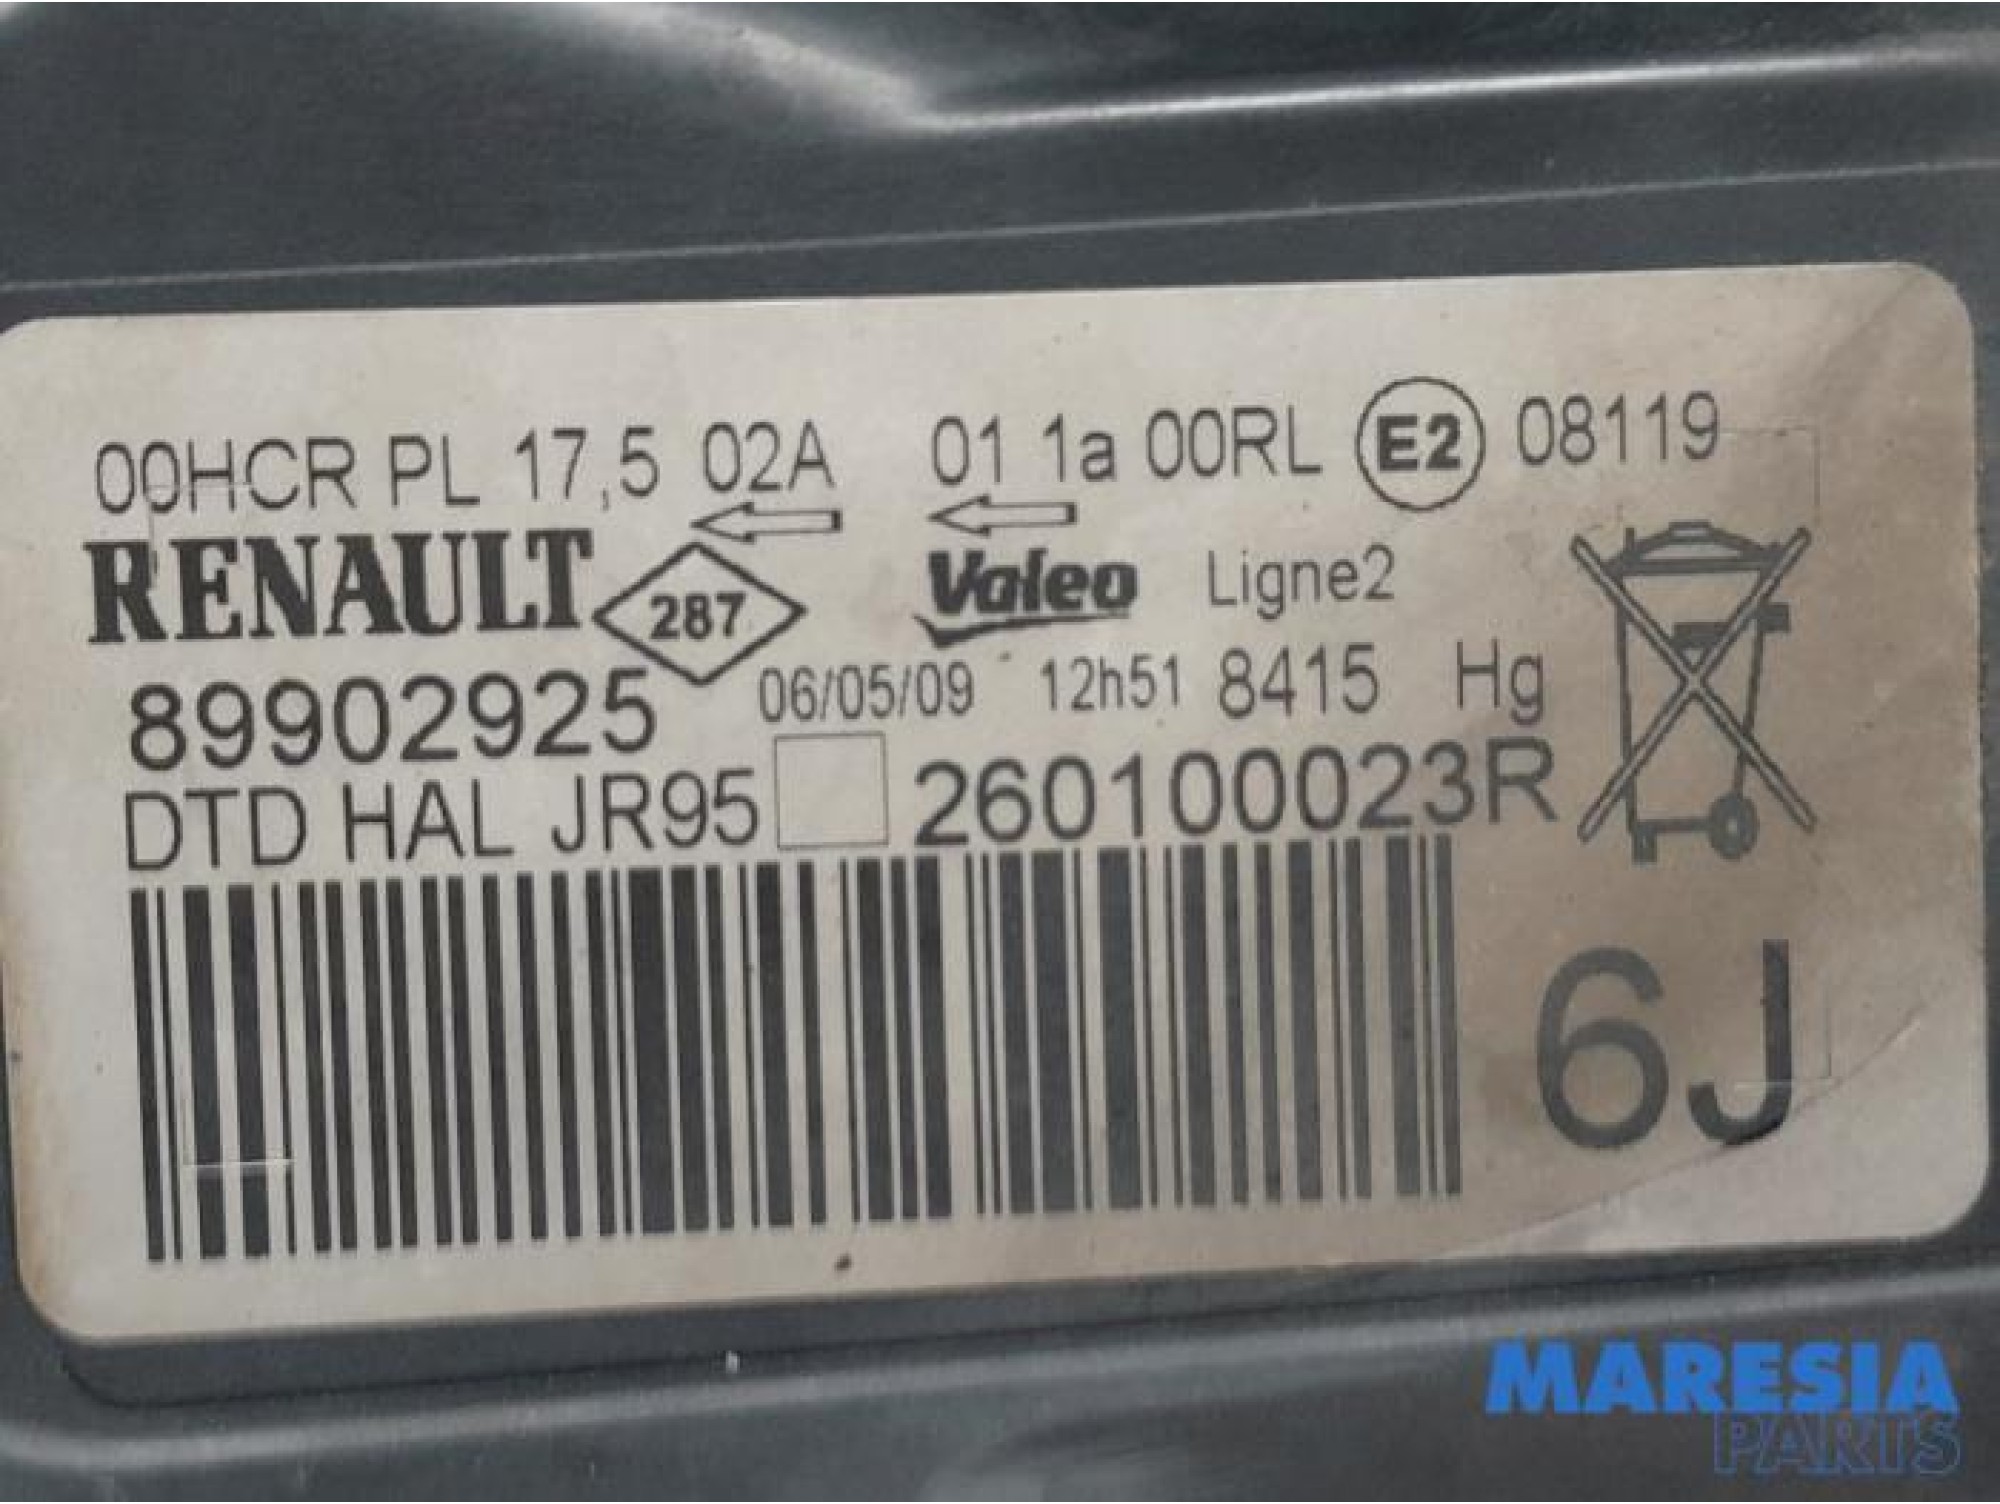 00HCR PL 17,5 02A 01 1a 00RL E2 08119
RENAULT 287 Valeo Ligne2
89902925 06/05/09 12h51 8415 Hg
DTD HAL JR95 260100023R
6J
MARESIA
PARTS